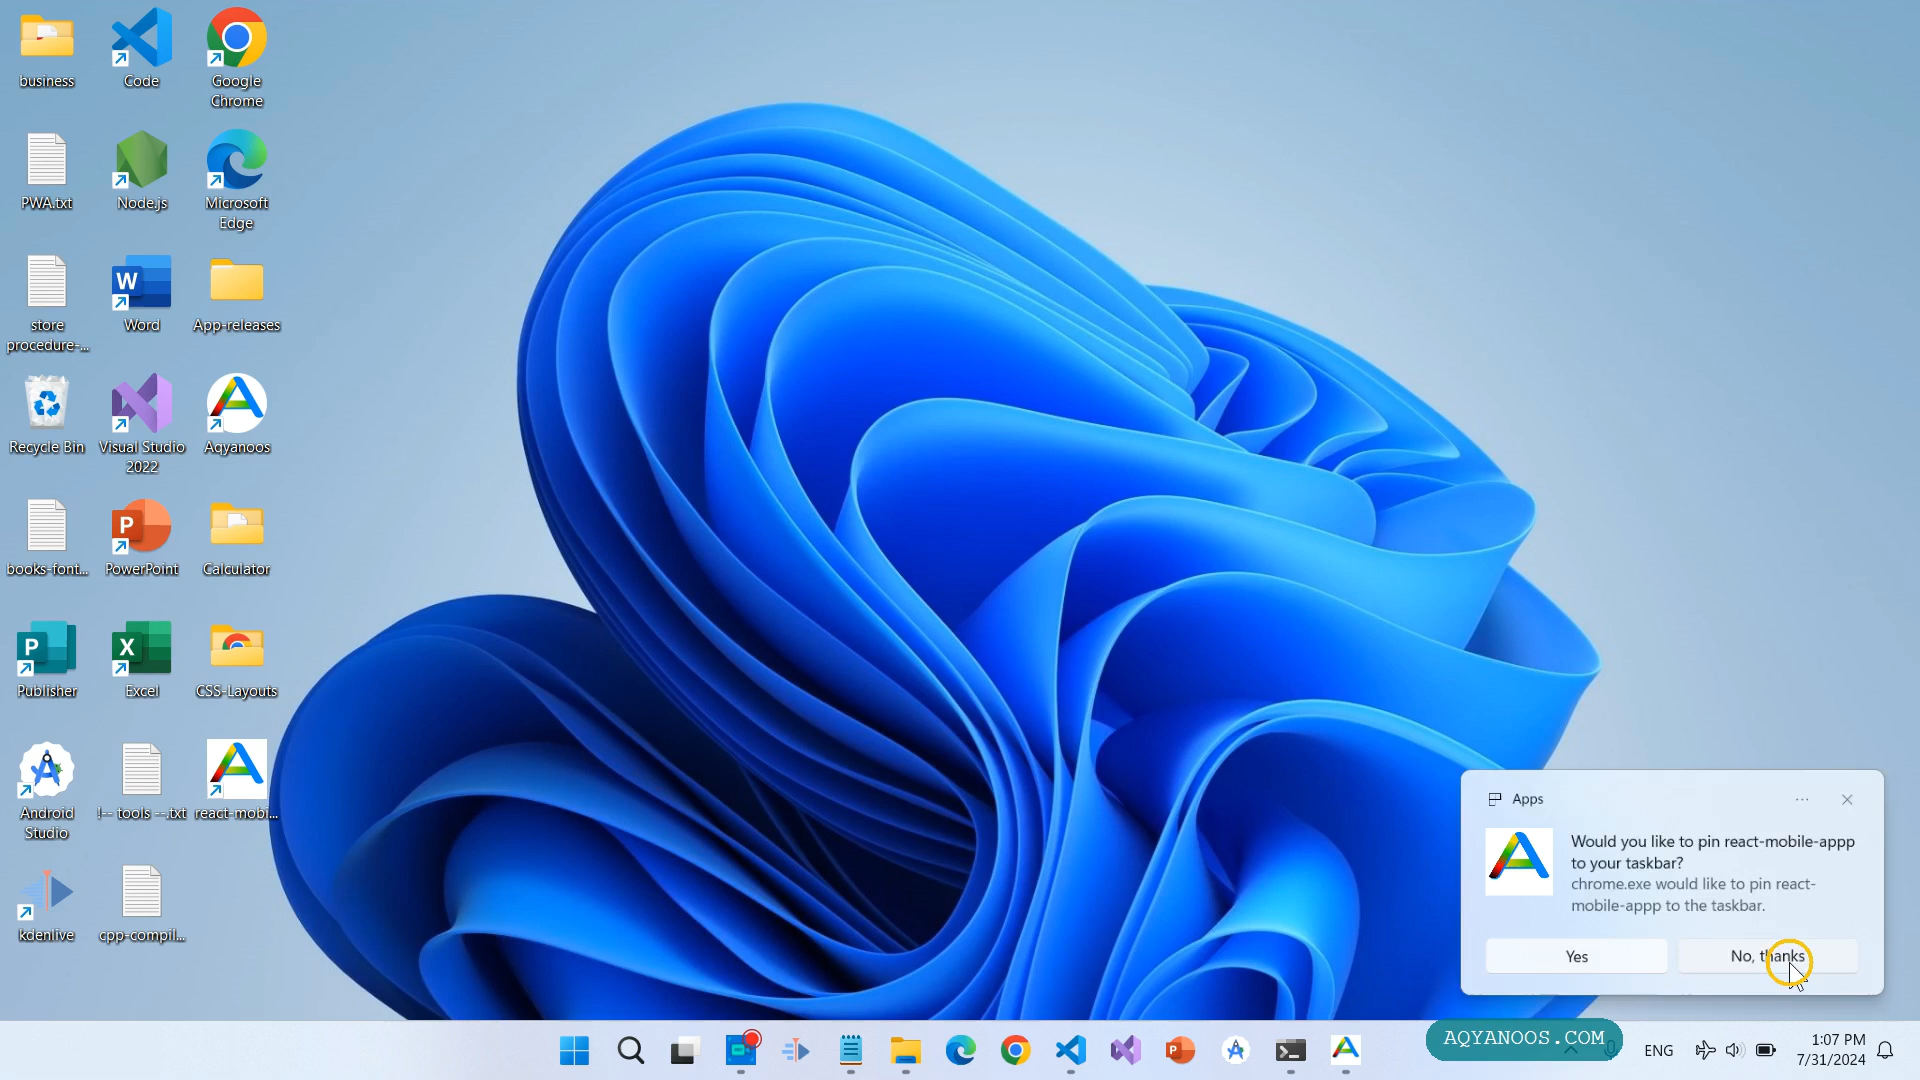 business
Code
Google
Chrome
PWA.txt
Node.js
Microsoft
Edge
store
procedure-...
Word
App-releases
Recycle Bin
Visual Studio
2022
Aqyanoos
books-font...
PowerPoint
Calculator
Publisher
Excel
CSS-Layouts
Android
Studio
!-- tools --.txt
react-mobi...
kdenlive
cpp-compil...
Apps
Would you like to pin react-mobile-appp
to your taskbar?
chrome.exe would like to pin react-
mobile-appp to the taskbar.
Yes
No, thanks
AQYANOOS.COM
ENG
1:07 PM
7/31/2024